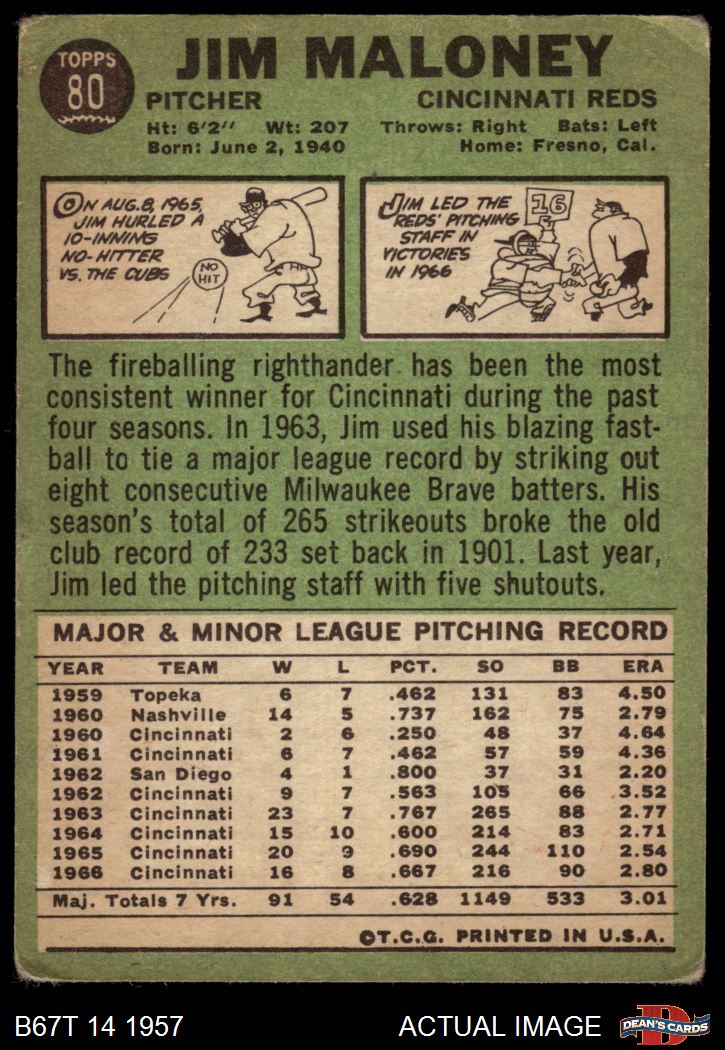 TOPPS
80
JIM MALONEY
PITCHER CINCINNATI REDS
Ht: 6'2" Wt: 207 Throws: Right Bats: Left
Born: June 2, 1940 Home: Fresno, Cal.
ON AUG. 8, 1965,
JIM HURLED A
10-INNING
NO-HITTER
VS. THE CUBS
NO
HIT
JIM LED THE
REDS' PITCHING
STAFF IN
VICTORIES
IN 1966
16
The fireballing righthander has been the most
consistent winner for Cincinnati during the past
four seasons. In 1963, Jim used his blazing fast-
ball to tie a major league record by striking out
eight consecutive Milwaukee Brave batters. His
season's total of 265 strikeouts broke the old
club record of 233 set back in 1901. Last year,
Jim led the pitching staff with five shutouts.
MAJOR & MINOR LEAGUE PITCHING RECORD
YEAR TEAM W L PCT. SO BB ERA
1959 Topeka 6 7 .462 131 83 4.50
1960 Nashville 14 5 .737 162 75 2.79
1960 Cincinnati 2 6 .250 48 37 4.64
1961 Cincinnati 6 7 .462 57 59 4.36
1962 San Diego 4 1 .800 37 31 2.20
1962 Cincinnati 9 7 .563 105 66 3.52
1963 Cincinnati 23 7 .767 265 88 2.77
1964 Cincinnati 15 10 .600 214 83 2.71
1965 Cincinnati 20 9 .690 244 110 2.54
1966 Cincinnati 16 8 .667 216 90 2.80
Maj. Totals 7 Yrs. 91 54 .628 1149 533 3.01
©T.C.G. PRINTED IN U.S.A.
B67T 14 1957 ACTUAL IMAGE
D
DEAN'S CARDS